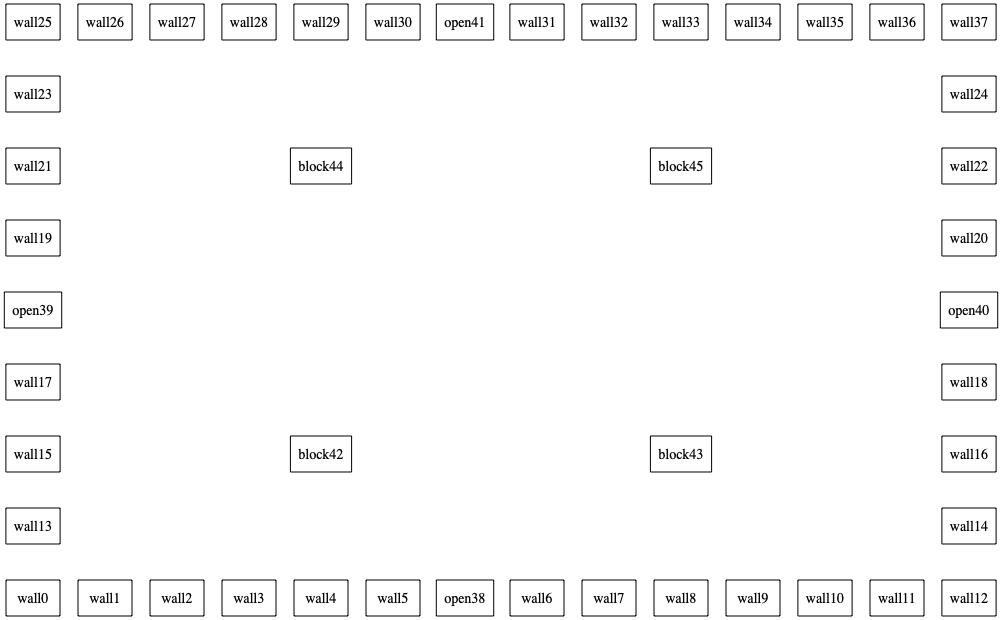 wall25 wall26 wall27 wall28 wall29 wall30 open41 wall31 wall32 wall33 wall34 wall35 wall36 wall37
wall23 wall24
wall21 block44 block45 wall22
wall19 wall20
open39 open40
wall17 wall18
wall15 block42 block43 wall16
wall13 wall14
wall0 wall1 wall2 wall3 wall4 wall5 open38 wall6 wall7 wall8 wall9 wall10 wall11 wall12